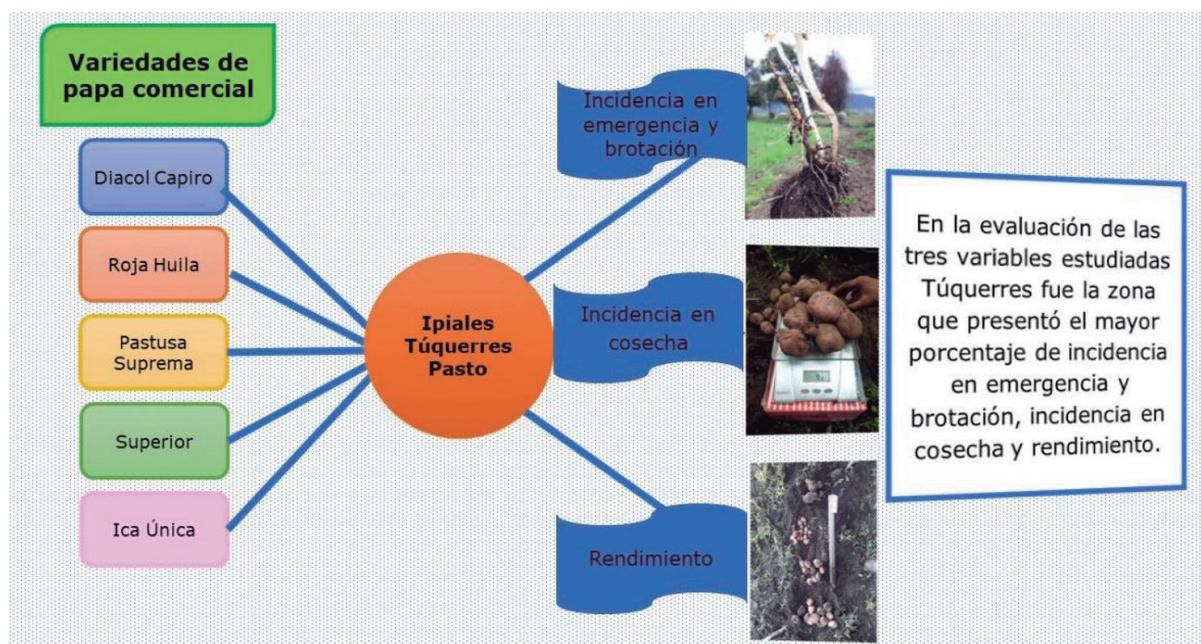 Variedades de
papa comercial
Diacol Capiro
Roja Huila
Pastusa
Suprema
Superior
Ica Única
Ipiales
Túquerres
Pasto
Incidencia en
emergencia y
brotación
Incidencia en
cosecha
Rendimiento
En la evaluación de las
tres variables estudiadas
Túquerres fue la zona
que presentó el mayor
porcentaje de incidencia
en emergencia y
brotación, incidencia en
cosecha y rendimiento.